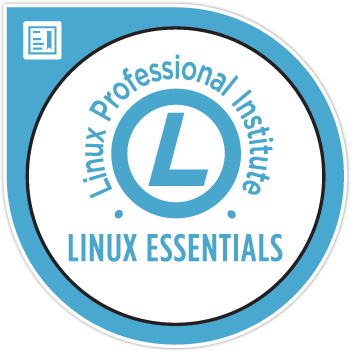 Linux Professional Institute
L
LINUX ESSENTIALS